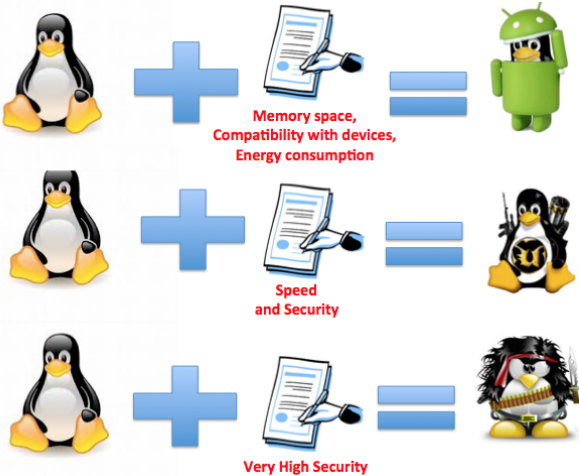 Memory space,
Compatibility with devices,
Energy consumption
Speed
and Security
Very High Security